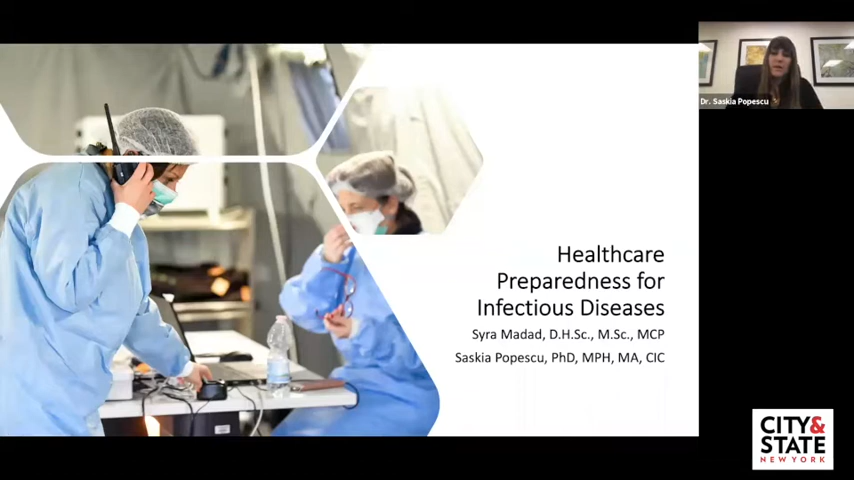 Dr. Saskia Popescu
Healthcare
Preparedness for
Infectious Diseases
Syra Madad, D.H.Sc., M.Sc., MCP
Saskia Popescu, PhD, MPH, MA, CIC
CITY&
STATE
NEW YORK